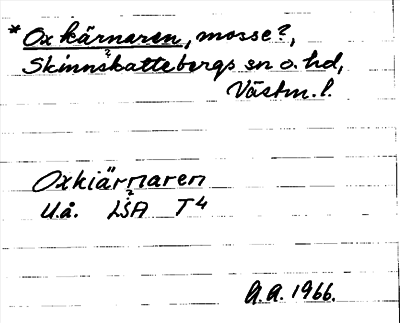 *Oxkärnaren, mosse?,
Skinnskattebergs sn o. hd,
Västm. l.
Oxkiärnaren
U.å. LSA T4
A.A. 1966.